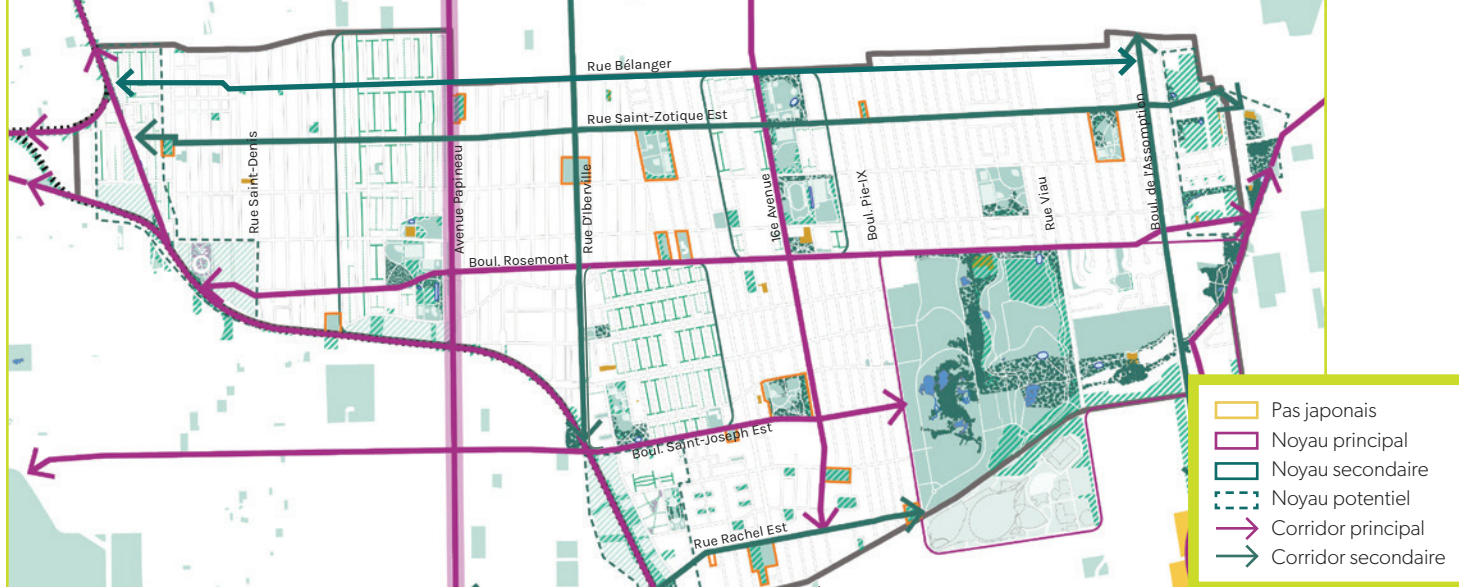 Rue Bélanger
Rue Saint-Zotique Est
Rue Saint-Denis
Avenue Papineau
Rue D'Iberville
16e Avenue
Boul. Pie-IX
Rue Viau
Boul. de l'Assomption
Boul. Rosemont
Boul. Saint-Joseph Est
Rue Rachel Est
Pas japonais
Noyau principal
Noyau secondaire
Noyau potentiel
Corridor principal
Corridor secondaire